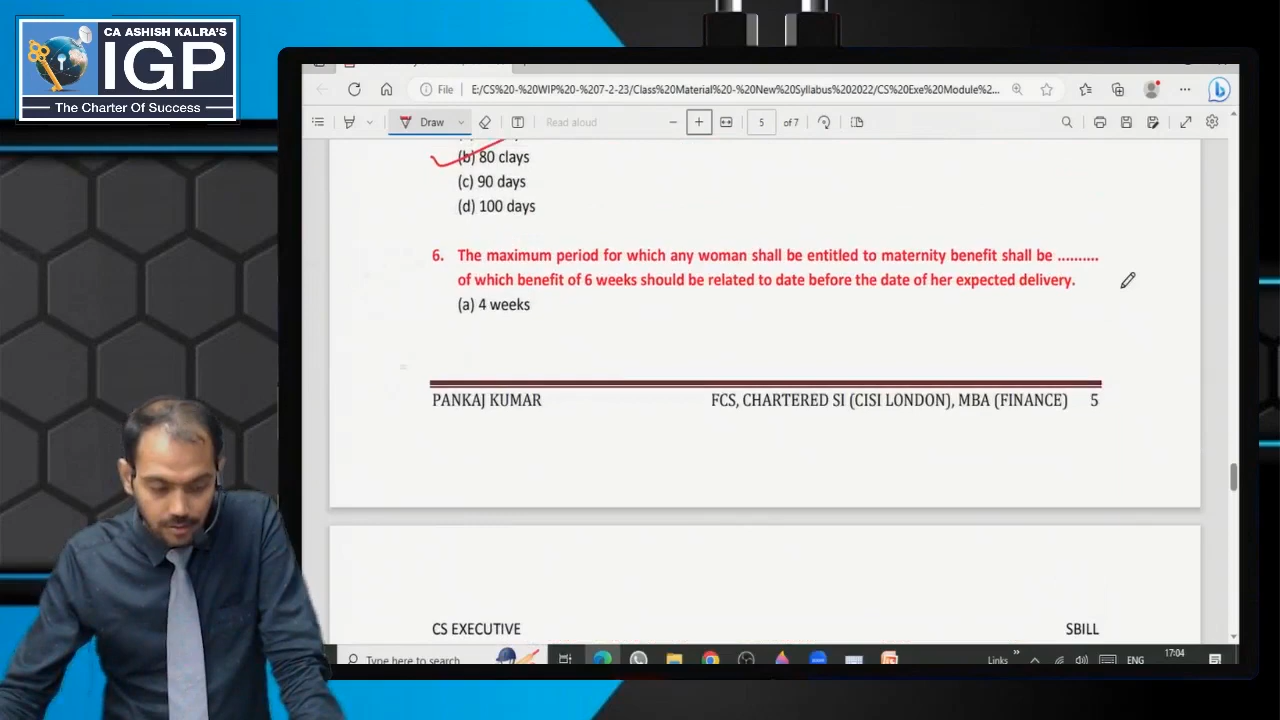 CA ASHISH KALRA'S
IGP
The Charter Of Success
File
E:/CS%20-%20WIP%20-%207-2-23/Class%20Material%20-%20New%20Syllabus%202022/CS%20Exe%20Module%2...
Draw
Read aloud
5 of 7
(b) 80 clays
(c) 90 days
(d) 100 days
6. The maximum period for which any woman shall be entitled to maternity benefit shall be ..........
of which benefit of 6 weeks should be related to date before the date of her expected delivery.
(a) 4 weeks
PANKAJ KUMAR FCS, CHARTERED SI (CISI LONDON), MBA (FINANCE) 5
CS EXECUTIVE SBILL
Type here to search
Links
ENG
17:04